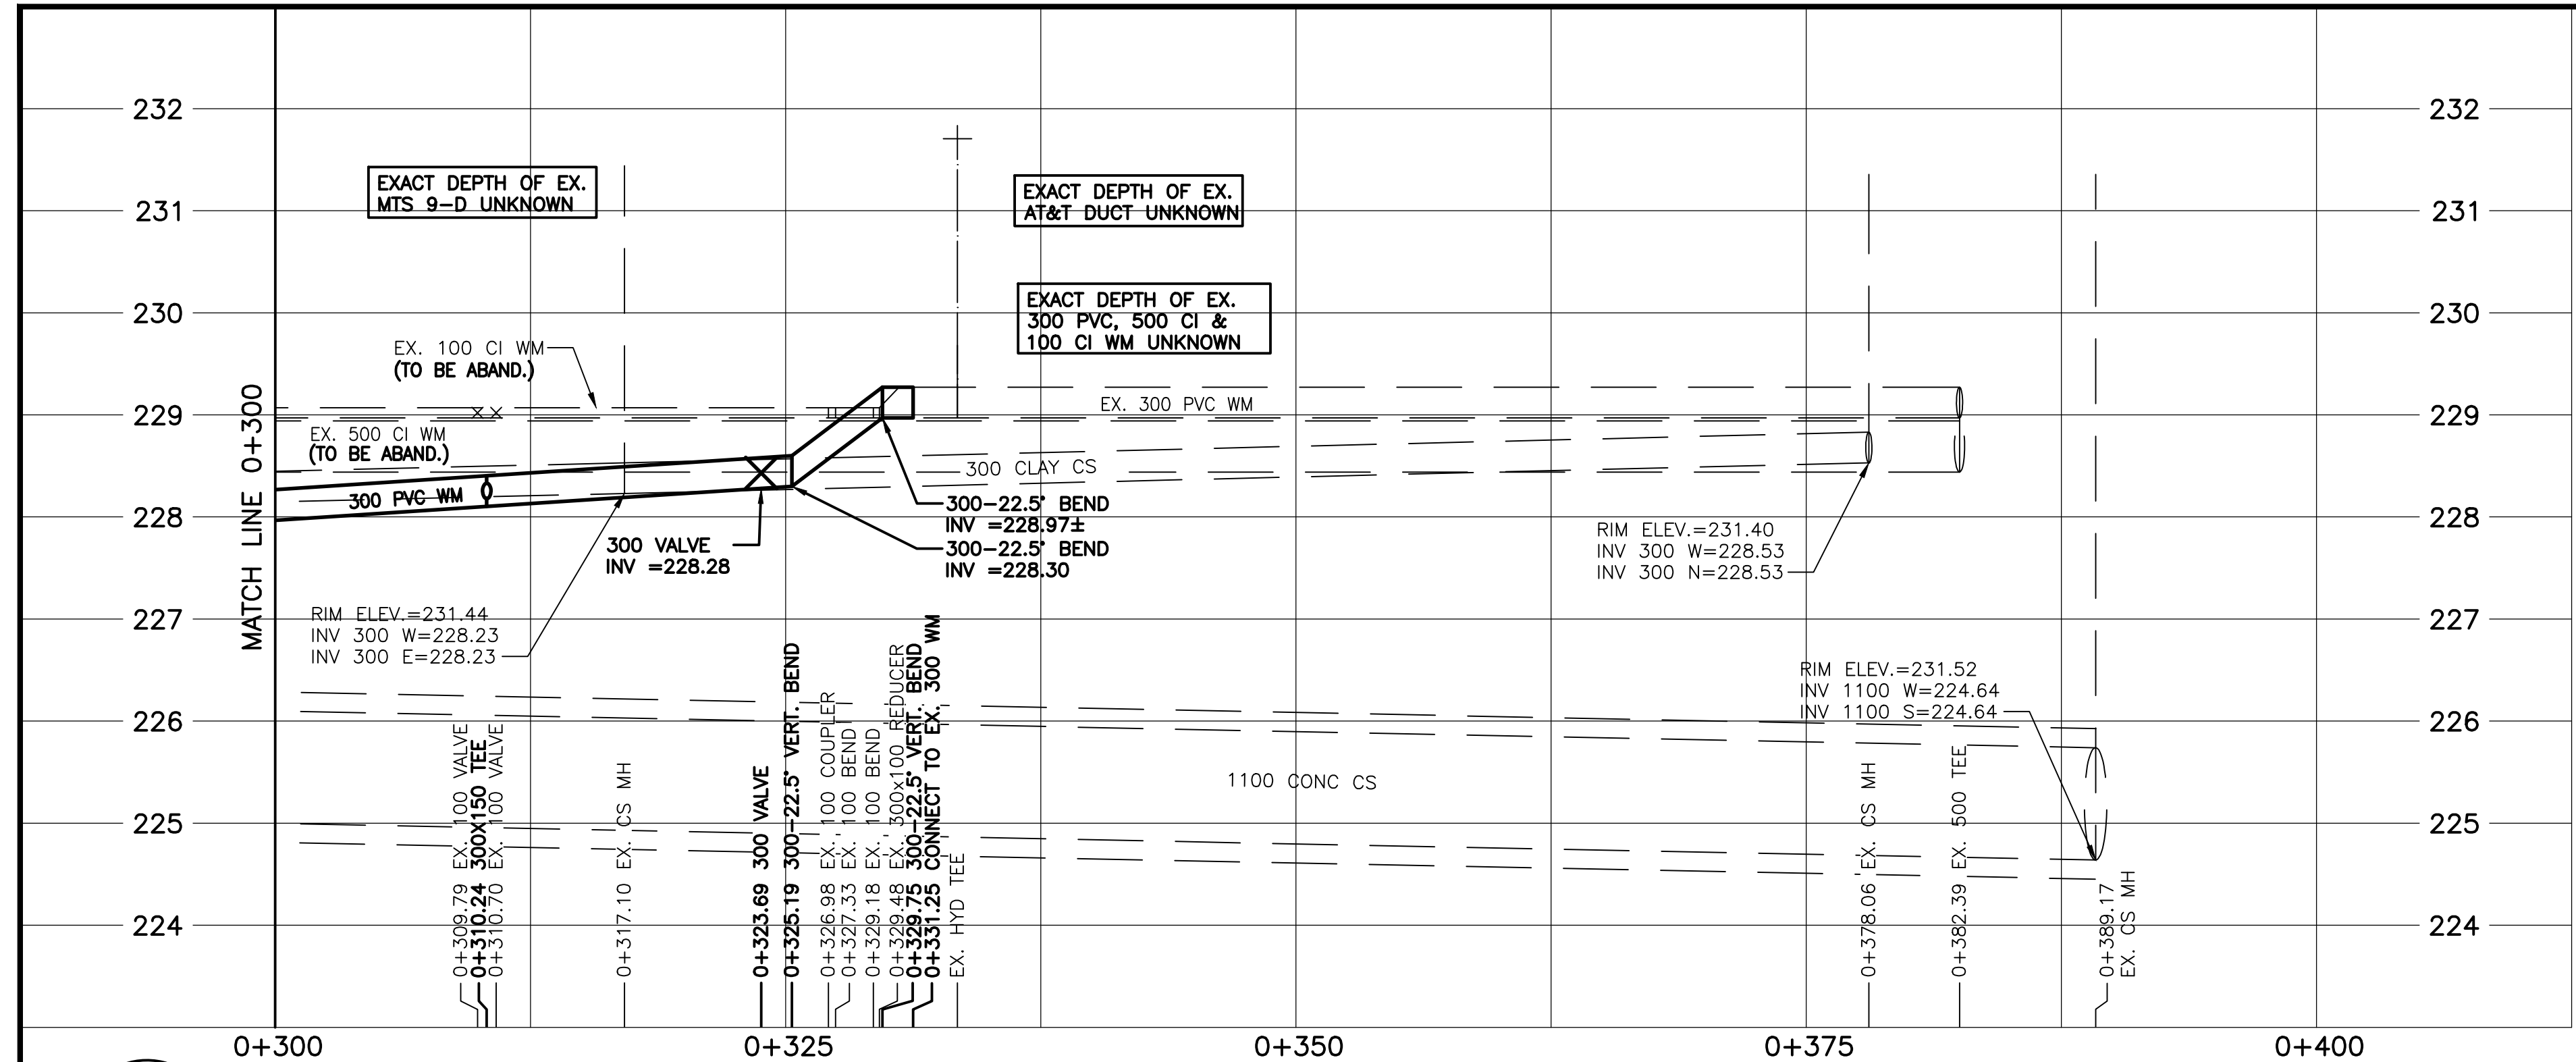 232
232
EXACT DEPTH OF EX.
MTS 9-D UNKNOWN
EXACT DEPTH OF EX.
AT&T DUCT UNKNOWN
231
231
EXACT DEPTH OF EX.
300 PVC, 500 CI &
100 CI WM UNKNOWN
230
230
EX. 100 CI WM
(TO BE ABAND.)
MATCH LINE 0+300
229
229
EX. 300 PVC WM
EX. 500 CI WM
(TO BE ABAND.)
300 CLAY CS
300 PVC WM
300-22.5° BEND
INV =228.97±
300-22.5° BEND
INV =228.30
228
228
300 VALVE
INV =228.28
RIM ELEV.=231.40
INV 300 W=228.53
INV 300 N=228.53
227
227
RIM ELEV.=231.44
INV 300 W=228.23
INV 300 E=228.23
RIM ELEV.=231.52
INV 1100 W=224.64
INV 1100 S=224.64
226
226
1100 CONC CS
225
225
224
224
0+309.79 EX. 100 VALVE
0+310.24 300X150 TEE
0+310.70 EX. 100 VALVE
0+317.10 EX. CS MH
0+323.69 300 VALVE
0+325.19 300-22.5° VERT. BEND
0+326.98 EX. 100 COUPLER
0+327.33 EX. 100 BEND
0+329.18 EX. 100 BEND
0+329.48 EX. 300x100 REDUCER
0+329.75 300-22.5° VERT. BEND
0+331.25 CONNECT TO EX. 300 WM
EX. HYD TEE
0+378.06 EX. CS MH
0+382.39 EX. 500 TEE
0+389.17
EX. CS MH
0+300
0+325
0+350
0+375
0+400